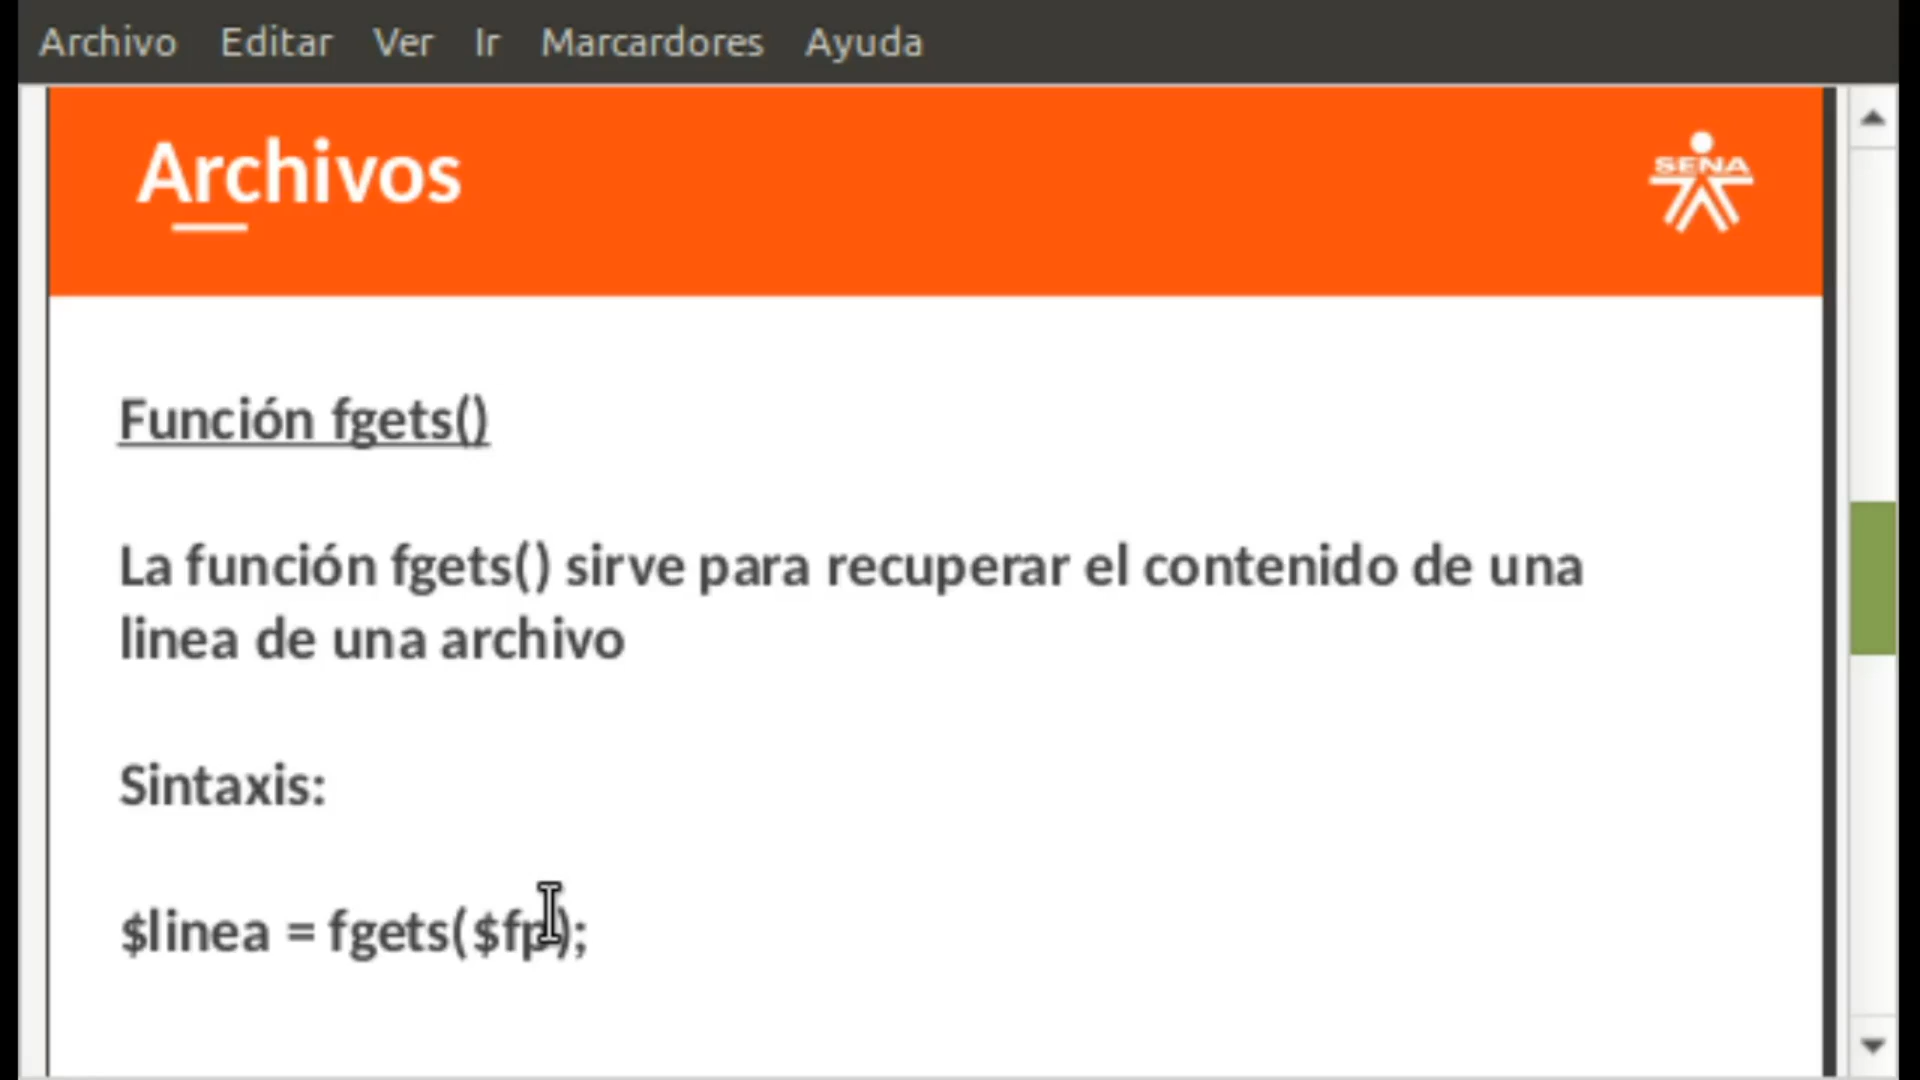 Archivo Editar Ver Ir Marcardores Ayuda
Archivos
SENA
Función fgets()
La función fgets() sirve para recuperar el contenido de una
linea de una archivo
Sintaxis:
$linea = fgets($fp);